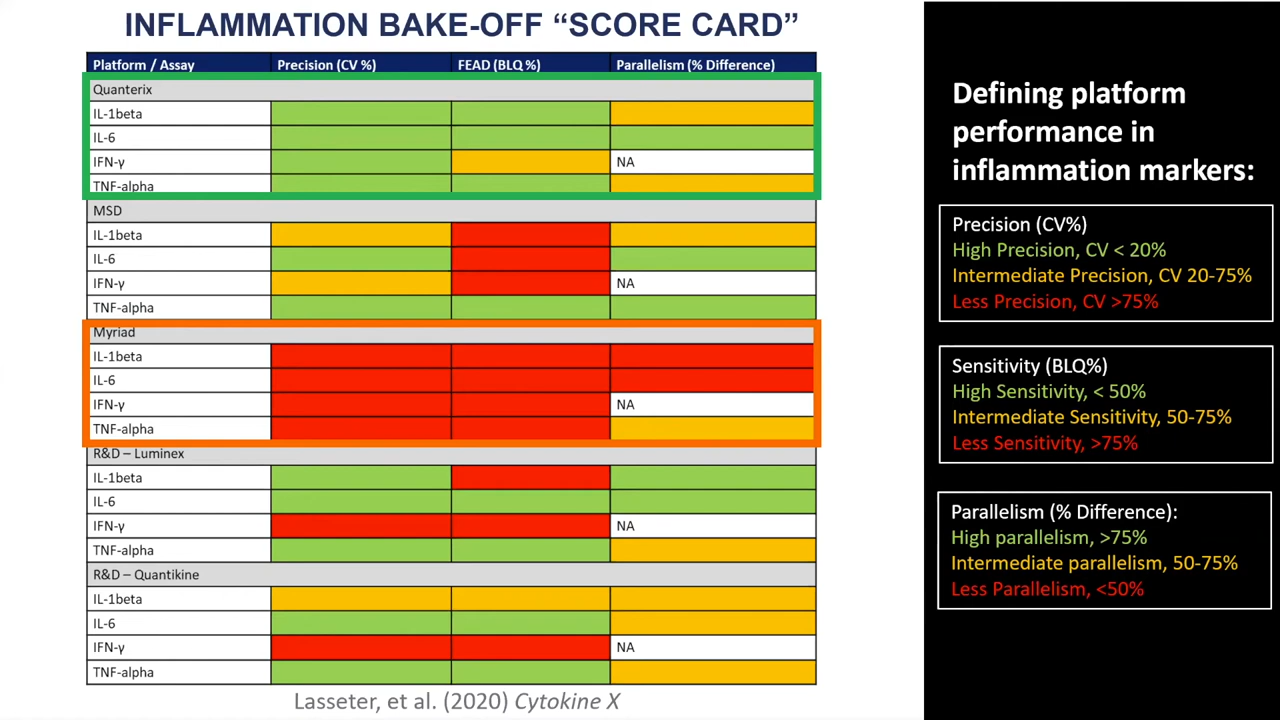 INFLAMMATION BAKE-OFF “SCORE CARD”
Platform / Assay Precision (CV %) FEAD (BLQ %) Parallelism (% Difference)
Quanterix
IL-1beta
IL-6
IFN-γ NA
TNF-alpha
MSD
IL-1beta
IL-6
IFN-γ NA
TNF-alpha
Myriad
IL-1beta
IL-6
IFN-γ NA
TNF-alpha
R&D – Luminex
IL-1beta
IL-6
IFN-γ NA
TNF-alpha
R&D – Quantikine
IL-1beta
IL-6
IFN-γ NA
TNF-alpha
Lasseter, et al. (2020) Cytokine X
Defining platform
performance in
inflammation markers:
Precision (CV%)
High Precision, CV < 20%
Intermediate Precision, CV 20-75%
Less Precision, CV >75%
Sensitivity (BLQ%)
High Sensitivity, < 50%
Intermediate Sensitivity, 50-75%
Less Sensitivity, >75%
Parallelism (% Difference):
High parallelism, >75%
Intermediate parallelism, 50-75%
Less Parallelism, <50%